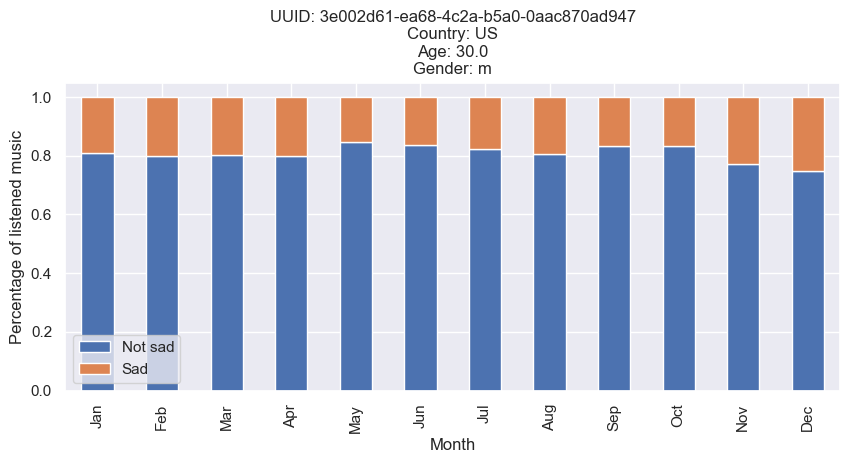 UUID: 3e002d61-ea68-4c2a-b5a0-0aac870ad947
Country: US
Age: 30.0
Gender: m
Percentage of listened music
1.0
0.8
0.6
0.4
0.2
0.0
Not sad
Sad
Jan
Feb
Mar
Apr
May
Jun
Jul
Aug
Sep
Oct
Nov
Dec
Month